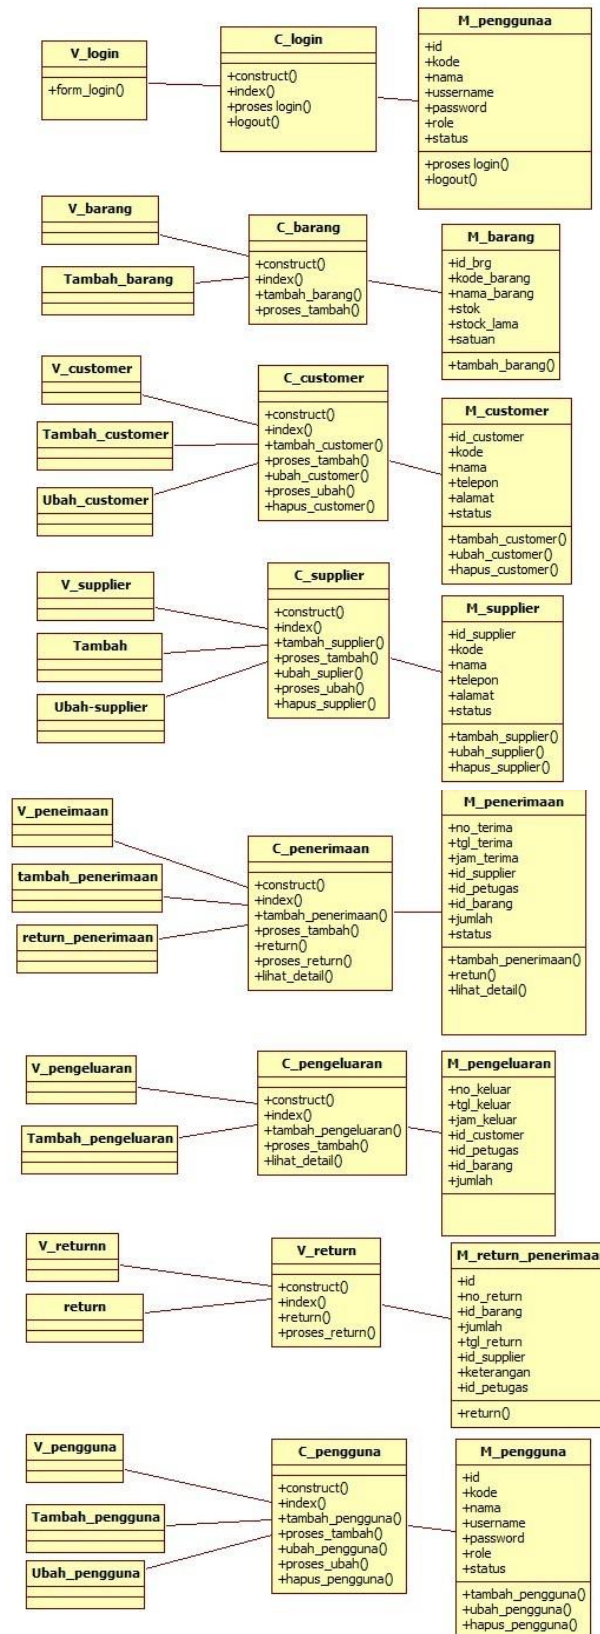 V_login
+form_login()
C_login
+construct()
+index()
+proses login()
+logout()
M_penggunaa
+id
+kode
+nama
+ussername
+password
+role
+status
+proses login()
+logout()
V_barang
Tambah_barang
C_barang
+construct()
+index()
+tambah_barang()
+proses_tambah()
M_barang
+id_brg
+kode_barang
+nama_barang
+stok
+stock_lama
+satuan
+tambah_barang()
V_customer
Tambah_customer
Ubah_customer
C_customer
+construct()
+index()
+tambah_customer()
+proses_tambah()
+ubah_customer()
+proses_ubah()
+hapus_customer()
M_customer
+id_customer
+kode
+nama
+telepon
+alamat
+status
+tambah_customer()
+ubah_customer()
+hapus_customer()
V_supplier
Tambah
Ubah-supplier
C_supplier
+construct()
+index()
+tambah_supplier()
+proses_tambah()
+ubah_suplier()
+proses_ubah()
+hapus_supplier()
M_supplier
+id_supplier
+kode
+nama
+telepon
+alamat
+status
+tambah_supplier()
+ubah_supplier()
+hapus_supplier()
V_peneimaan
tambah_penerimaan
return_penerimaan
C_penerimaan
+construct()
+index()
+tambah_penerimaan()
+proses_tambah()
+return()
+proses_return()
+lihat_detail()
M_penerimaan
+no_terima
+tgl_terima
+jam_terima
+id_supplier
+id_petugas
+id_barang
+jumlah
+status
+tambah_penerimaan()
+retun()
+lihat_detail()
V_pengeluaran
Tambah_pengeluaran
C_pengeluaran
+construct()
+index()
+tambah_pengeluaran()
+proses_tambah()
+lihat_detail()
M_pengeluaran
+no_keluar
+tgl_keluar
+jam_keluar
+id_customer
+id_petugas
+id_barang
+jumlah
V_returnn
return
V_return
+construct()
+index()
+return()
+proses_return()
M_return_penerimaan
+id
+no_return
+id_barang
+jumlah
+tgl_return
+id_supplier
+keterangan
+id_petugas
+return()
V_pengguna
Tambah_pengguna
Ubah_pengguna
C_pengguna
+construct()
+index()
+tambah_pengguna()
+proses_tambah()
+ubah_pengguna()
+proses_ubah()
+hapus_pengguna()
M_pengguna
+id
+kode
+nama
+username
+password
+role
+status
+tambah_pengguna()
+ubah_pengguna()
+hapus_pengguna()